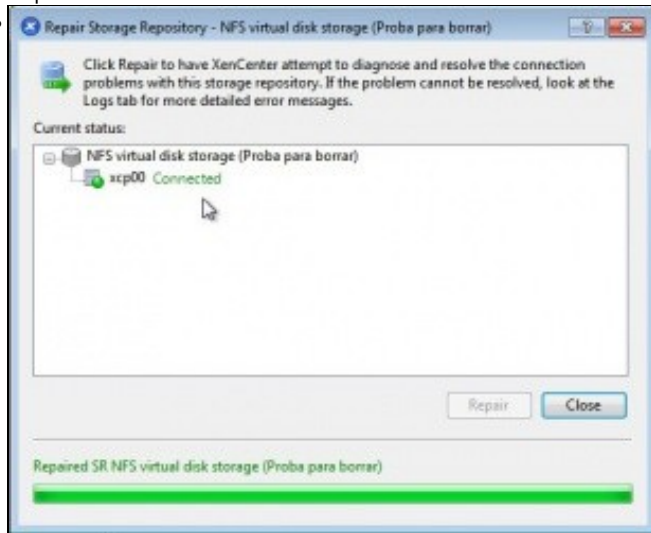 Repair Storage Repository - NFS virtual disk storage (Proba para borrar)
Click Repair to have XenCenter attempt to diagnose and resolve the connection
problems with this storage repository. If the problem cannot be resolved, look at the
Logs tab for more detailed error messages.
Current status:
NFS virtual disk storage (Proba para borrar)
xcp00 Connected
Repair Close
Repaired SR NFS virtual disk storage (Proba para borrar)